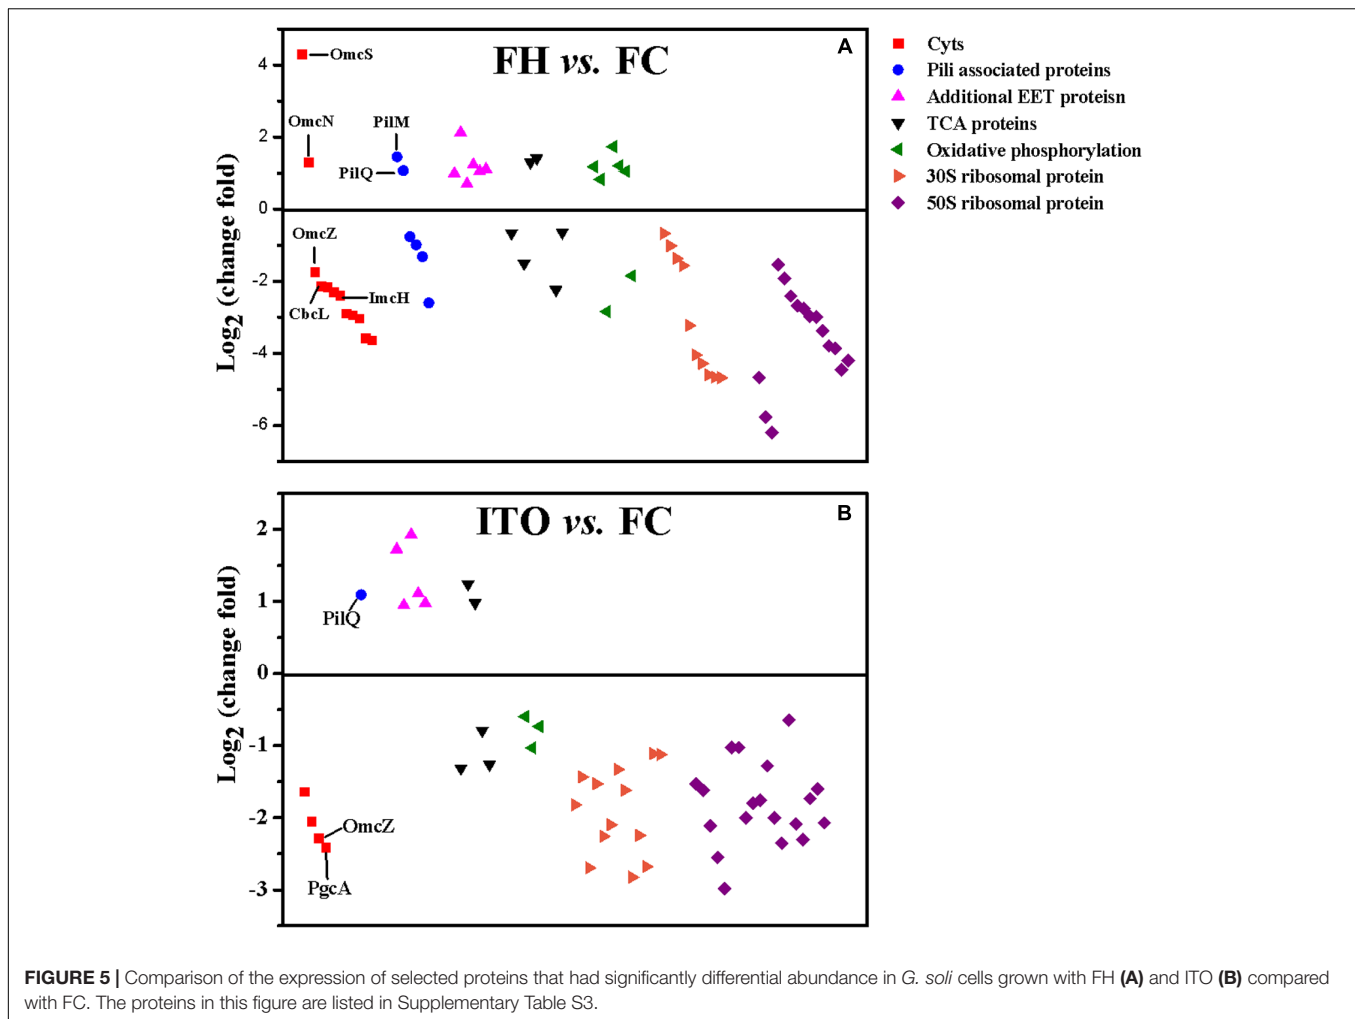 A
FH vs. FC
OmcS
OmcN
PilM
PilQ
OmcZ
CbcL
ImcH
4
2
0
-2
-4
-6
Log2 (change fold)
Cyts
Pili associated proteins
Additional EET proteisn
TCA proteins
Oxidative phosphorylation
30S ribosomal protein
50S ribosomal protein
B
ITO vs. FC
PilQ
OmcZ
PgcA
2
1
0
-1
-2
-3
Log2 (change fold)
FIGURE 5 | Comparison of the expression of selected proteins that had significantly differential abundance in G. soli cells grown with FH (A) and ITO (B) compared
with FC. The proteins in this figure are listed in Supplementary Table S3.